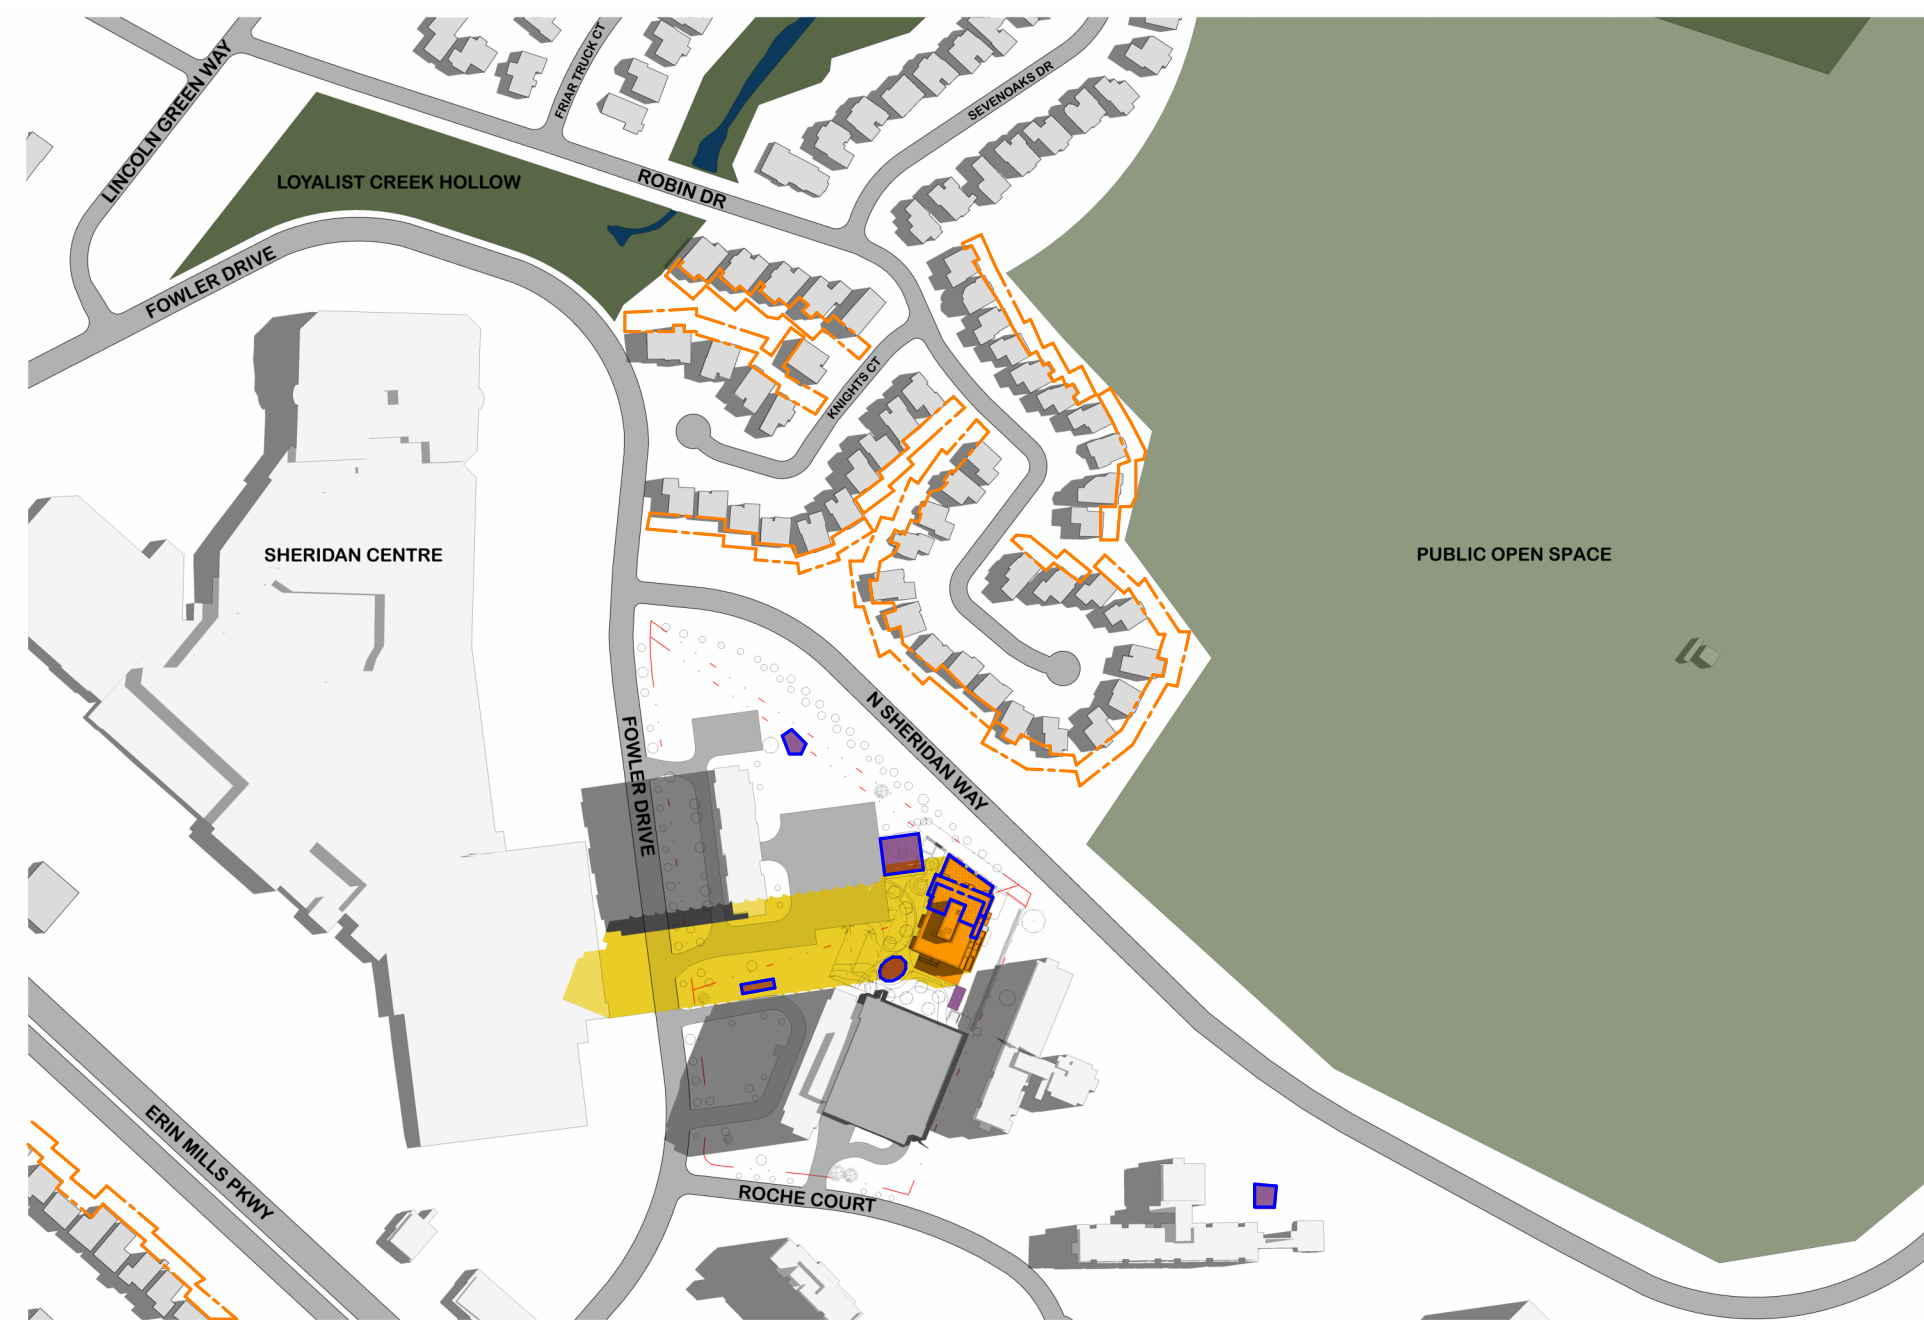 LINCOLN GREEN WAY
FRIAR TRUCK CT
SEVENOAKS DR
LOYALIST CREEK HOLLOW
ROBIN DR
FOWLER DRIVE
KNIGHTS CT
SHERIDAN CENTRE
PUBLIC OPEN SPACE
N SHERIDAN WAY
FOWLER DRIVE
ERIN MILLS PKWY
ROCHE COURT